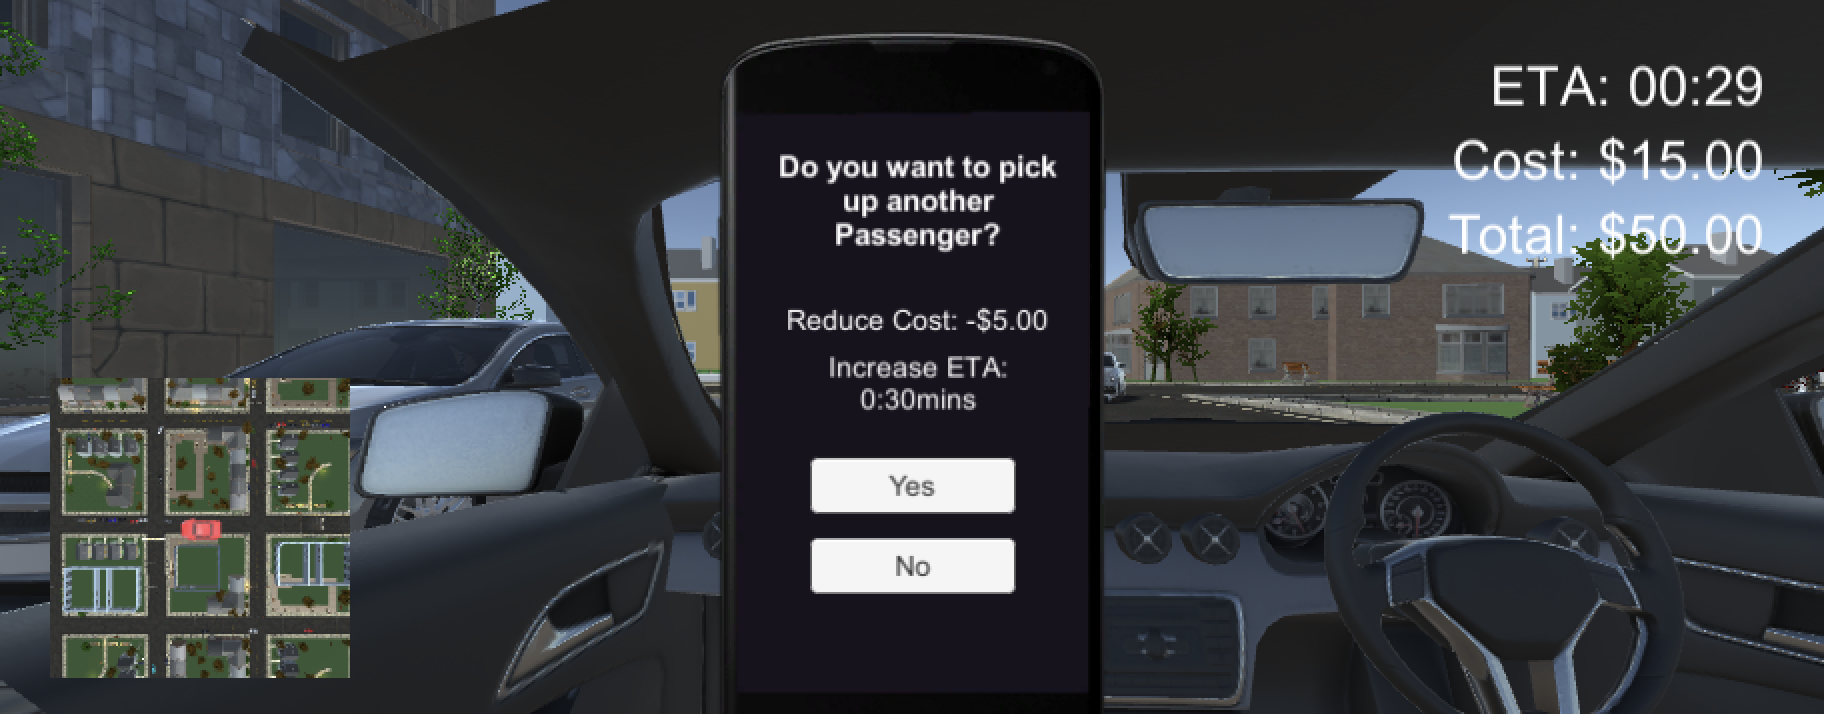 Do you want to pick
up another
Passenger?
Reduce Cost: -$5.00
Increase ETA:
0:30mins
Yes
No
ETA: 00:29
Cost: $15.00
Total: $50.00